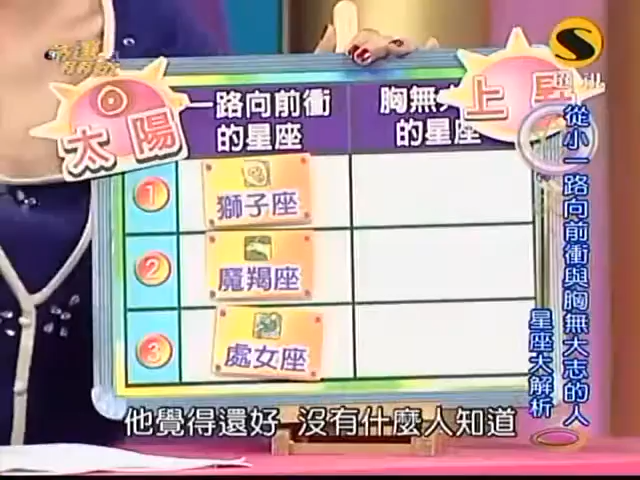 太陽
上
一路向前衝
的星座
胸無
的星座
1
獅子座
2
魔羯座
3
處女座
從小一路向前衝與胸無大志的人
星座大解析
他覺得還好 沒有什麼人知道